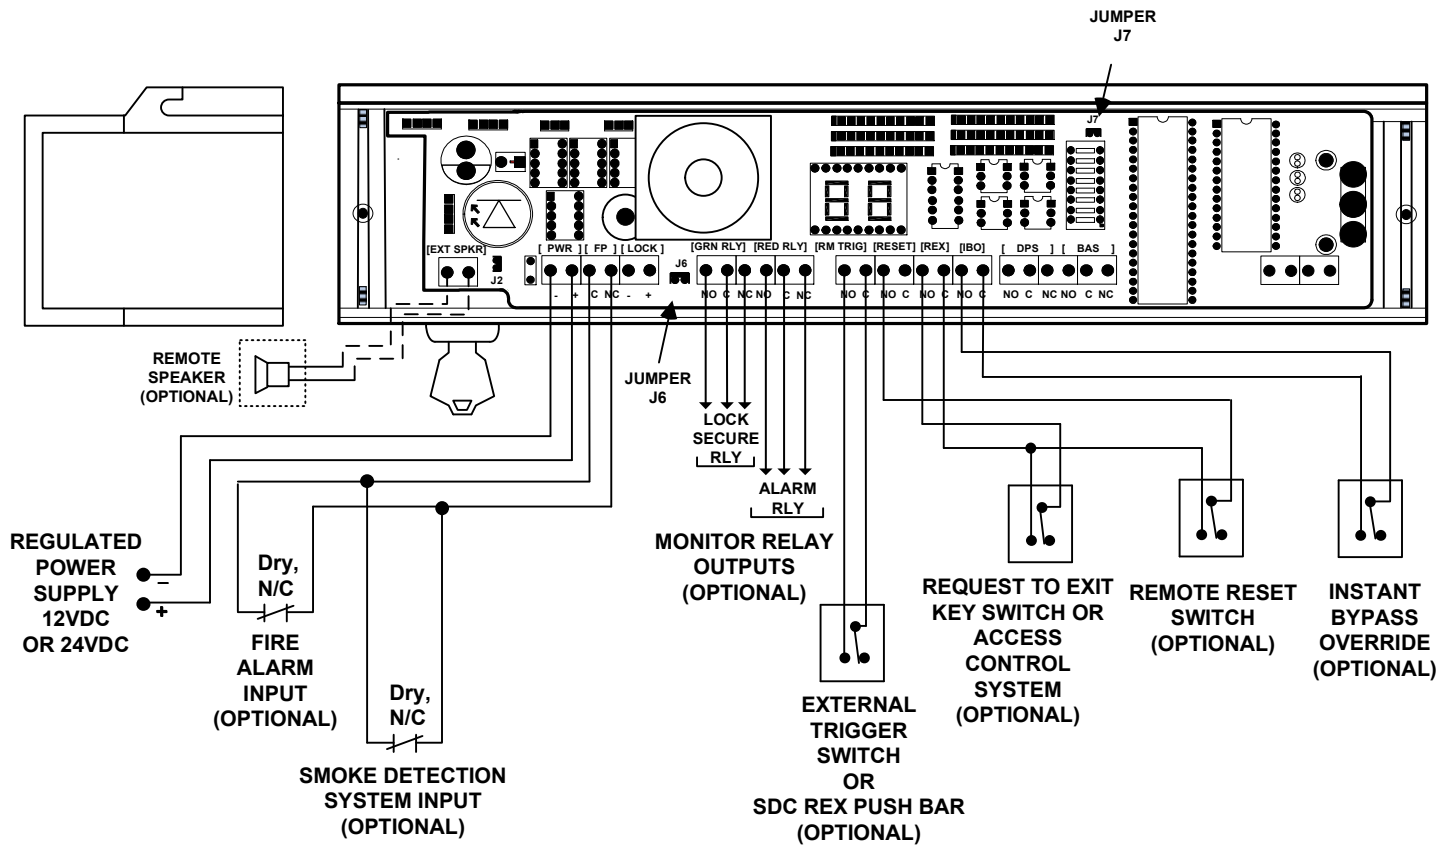 JUMPER
J7
J7
[EXT SPKR]
J2
[ PWR ] [ FP ] [ LOCK ]
J6
[GRN RLY] [RED RLY] [RM TRIG] [RESET] [REX] [IBO] [ DPS ] [ BAS ]
- + C NC - +
NO C NC NO C NC
NO C NO C NO C NO C
NO C NC NO C NC
REMOTE
SPEAKER
(OPTIONAL)
JUMPER
J6
LOCK
SECURE
RLY
ALARM
RLY
MONITOR RELAY
OUTPUTS
(OPTIONAL)
REGULATED
POWER
SUPPLY
12VDC
OR 24VDC
–
+
Dry,
N/C
FIRE
ALARM
INPUT
(OPTIONAL)
Dry,
N/C
SMOKE DETECTION
SYSTEM INPUT
(OPTIONAL)
EXTERNAL
TRIGGER
SWITCH
OR
SDC REX PUSH BAR
(OPTIONAL)
REQUEST TO EXIT
KEY SWITCH OR
ACCESS
CONTROL
SYSTEM
(OPTIONAL)
REMOTE RESET
SWITCH
(OPTIONAL)
INSTANT
BYPASS
OVERRIDE
(OPTIONAL)